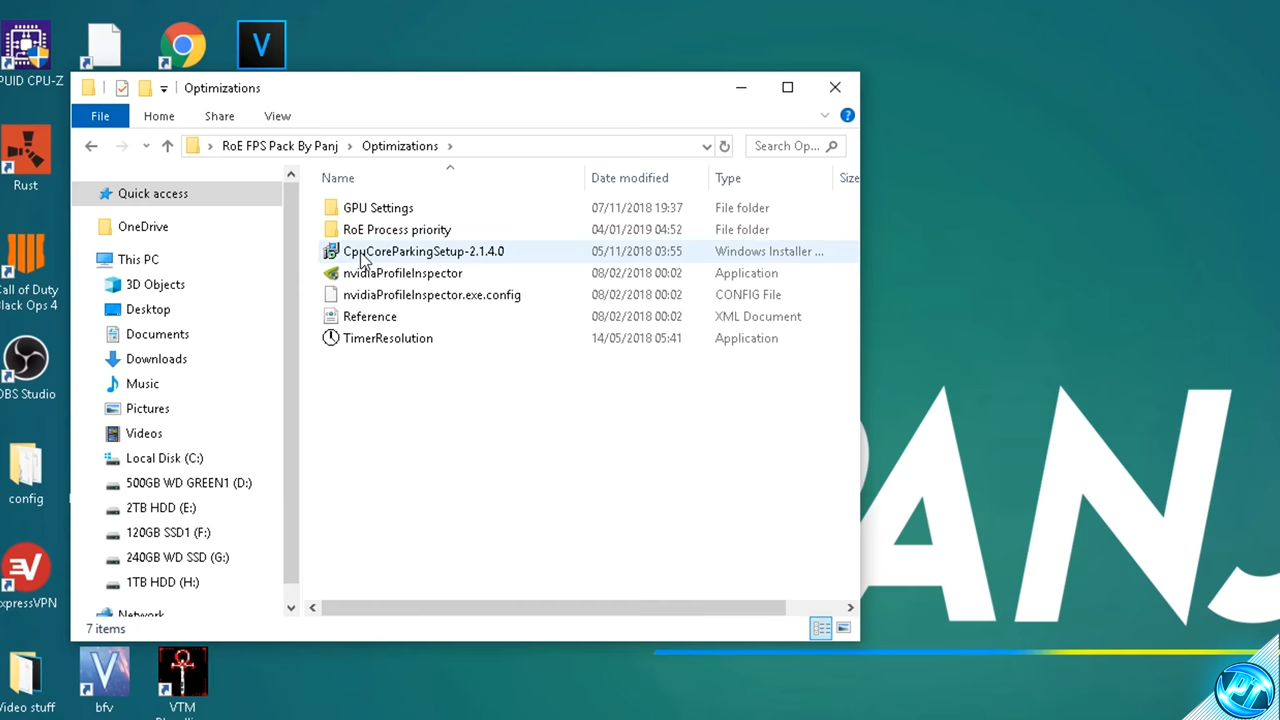 PUID CPU-Z
Rust
Call of Duty
Black Ops 4
OBS Studio
config
ExpressVPN
Video stuff
bfv
VTM
V
Optimizations
File
Home
Share
View
RoE FPS Pack By Panj
Optimizations
Search Op...
Quick access
OneDrive
This PC
3D Objects
Desktop
Documents
Downloads
Music
Pictures
Videos
Local Disk (C:)
500GB WD GREEN1 (D:)
2TB HDD (E:)
120GB SSD1 (F:)
240GB WD SSD (G:)
1TB HDD (H:)
Network
Name Date modified Type Size
GPU Settings 07/11/2018 19:37 File folder
RoE Process priority 04/01/2019 04:52 File folder
CpuCoreParkingSetup-2.1.4.0 05/11/2018 03:55 Windows Installer ...
nvidiaProfileInspector 08/02/2018 00:02 Application
nvidiaProfileInspector.exe.config 08/02/2018 00:02 CONFIG File
Reference 08/02/2018 00:02 XML Document
TimerResolution 14/05/2018 05:41 Application
7 items
PANJ